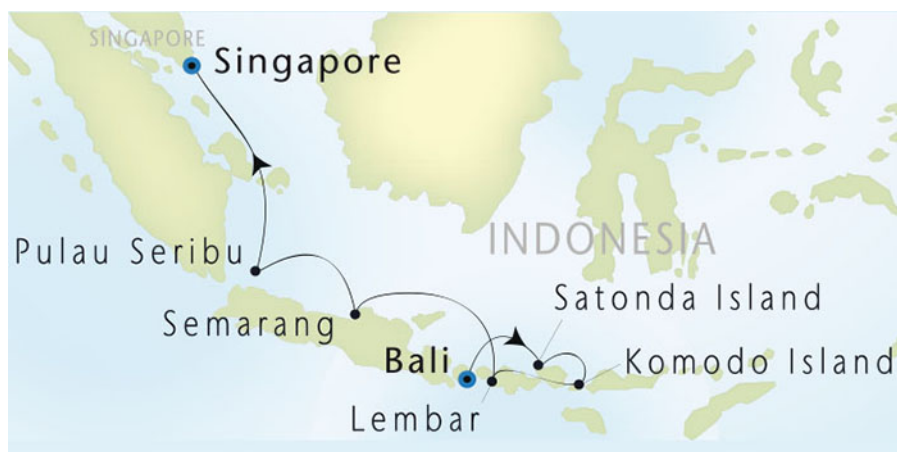 SINGAPORE
Singapore
INDONESIA
Pulau Seribu
Semarang
Satonda Island
Bali
Komodo Island
Lembar